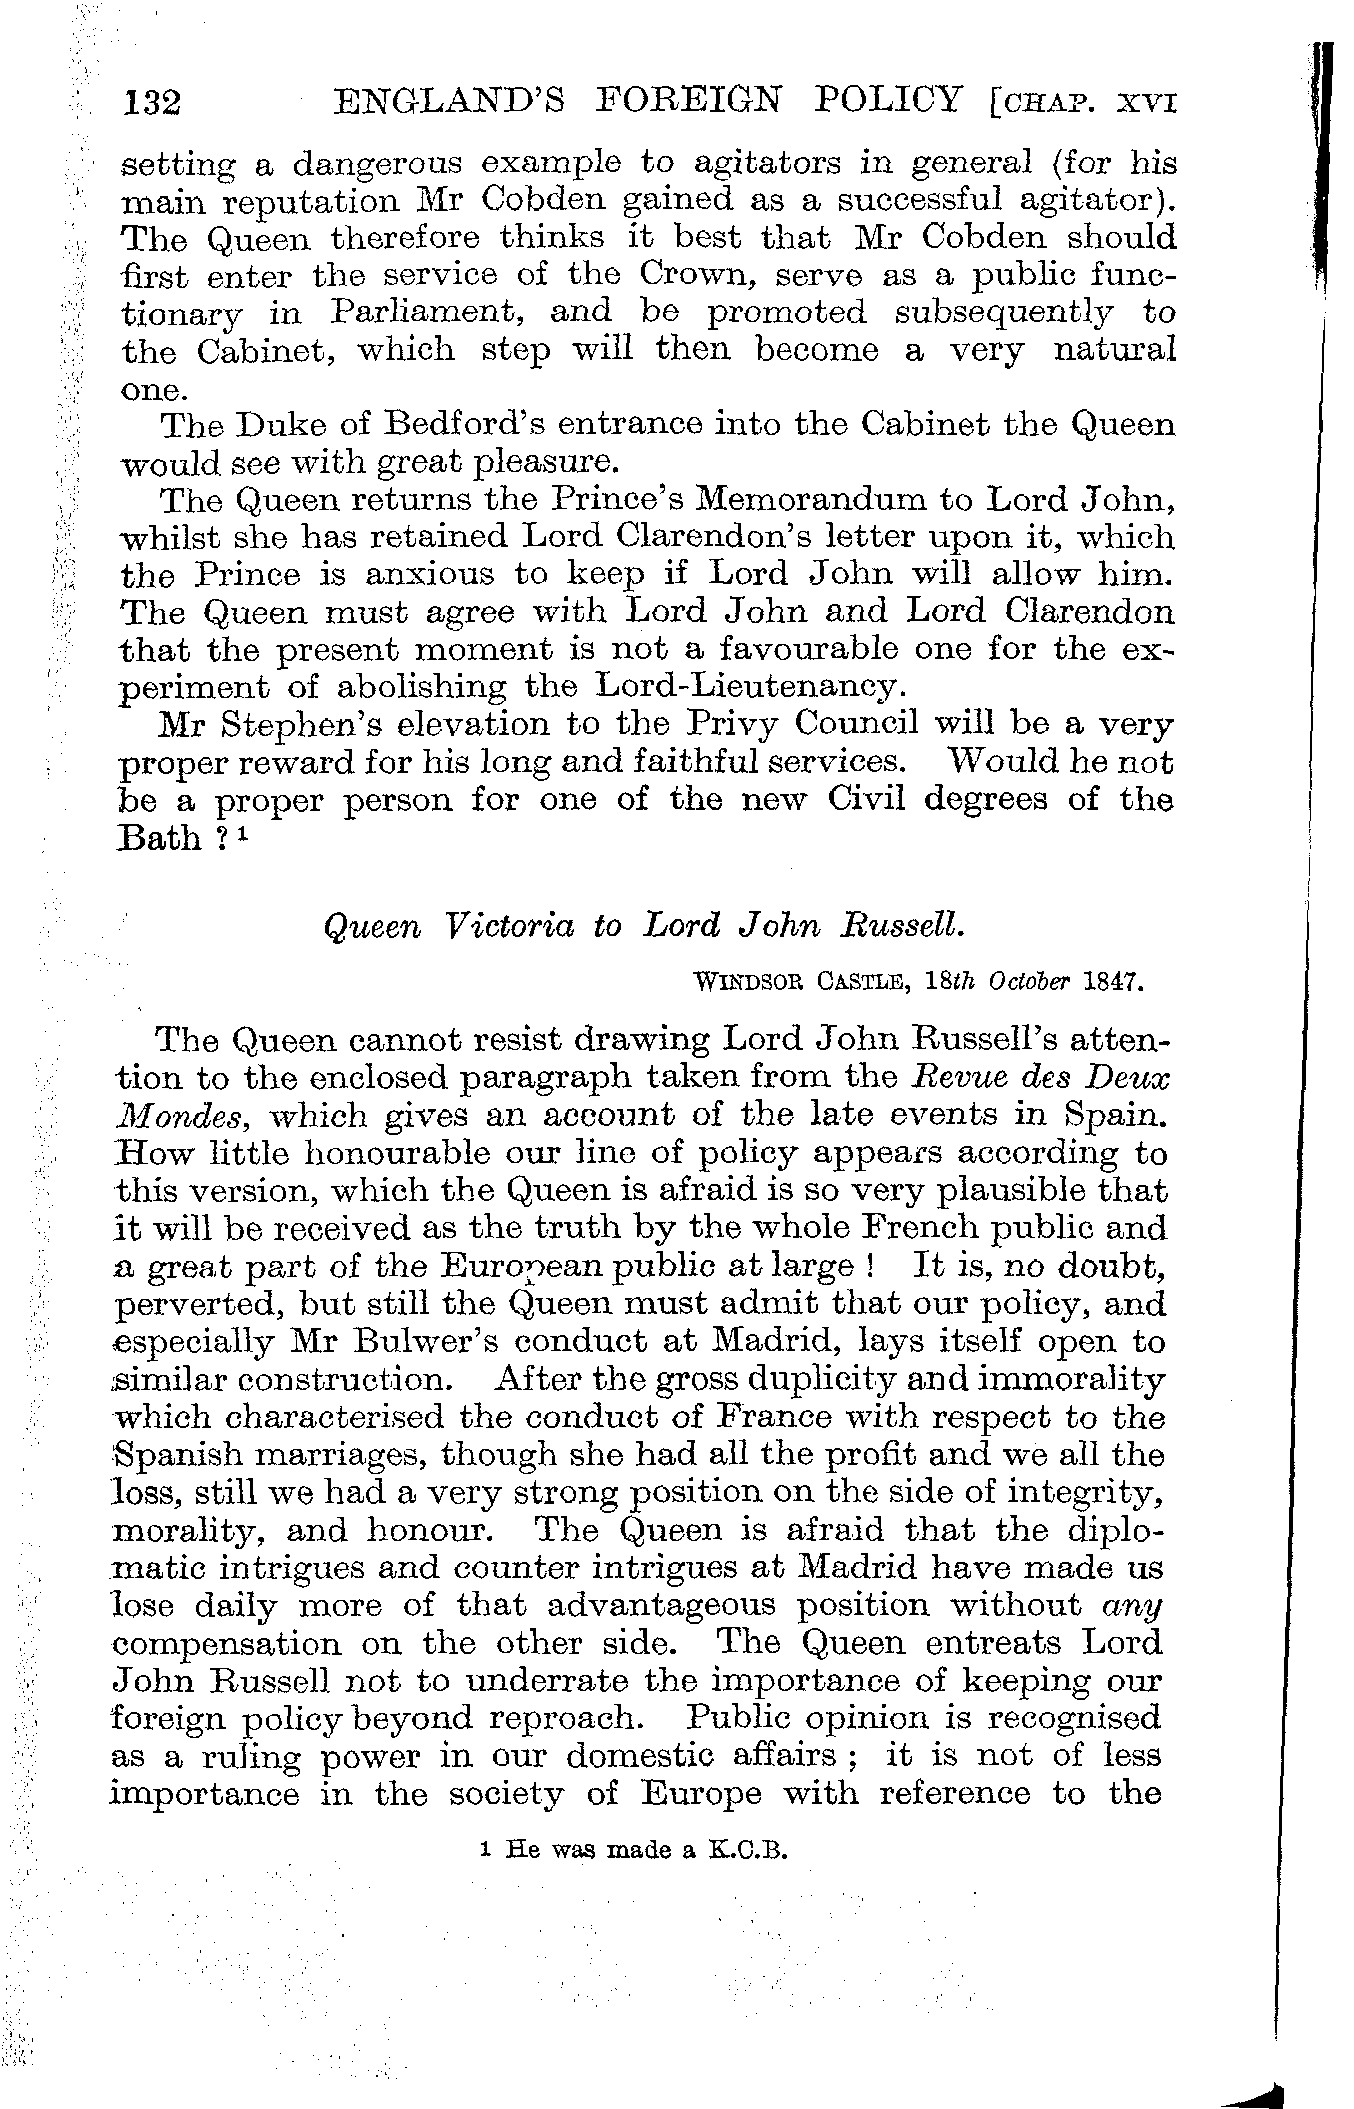 132 ENGLAND'S FOREIGN POLICY [CHAP. XVI
setting a dangerous example to agitators in general (for his
main reputation Mr Cobden gained as a successful agitator).
The Queen therefore thinks it best that Mr Cobden should
first enter the service of the Crown, serve as a public func-
tionary in Parliament, and be promoted subsequently to
the Cabinet, which step will then become a very natural
one.
The Duke of Bedford's entrance into the Cabinet the Queen
would see with great pleasure.
The Queen returns the Prince's Memorandum to Lord John,
whilst she has retained Lord Clarendon's letter upon it, which
the Prince is anxious to keep if Lord John will allow him.
The Queen must agree with Lord John and Lord Clarendon
that the present moment is not a favourable one for the ex-
periment of abolishing the Lord-Lieutenancy.
Mr Stephen's elevation to the Privy Council will be a very
proper reward for his long and faithful services. Would he not
be a proper person for one of the new Civil degrees of the
Bath ? 1
Queen Victoria to Lord John Russell.
WINDSOR CASTLE, 18th October 1847.
The Queen cannot resist drawing Lord John Russell's atten-
tion to the enclosed paragraph taken from the Revue des Deux
Mondes, which gives an account of the late events in Spain.
How little honourable our line of policy appears according to
this version, which the Queen is afraid is so very plausible that
it will be received as the truth by the whole French public and
a great part of the European public at large ! It is, no doubt,
perverted, but still the Queen must admit that our policy, and
especially Mr Bulwer's conduct at Madrid, lays itself open to
similar construction. After the gross duplicity and immorality
which characterised the conduct of France with respect to the
Spanish marriages, though she had all the profit and we all the
loss, still we had a very strong position on the side of integrity,
morality, and honour. The Queen is afraid that the diplo-
matic intrigues and counter intrigues at Madrid have made us
lose daily more of that advantageous position without any
compensation on the other side. The Queen entreats Lord
John Russell not to underrate the importance of keeping our
foreign policy beyond reproach. Public opinion is recognised
as a ruling power in our domestic affairs ; it is not of less
importance in the society of Europe with reference to the
1 He was made a K.C.B.